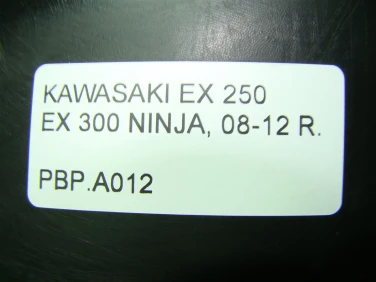 KAWASAKI EX 250
EX 300 NINJA, 08-12 R.
PBP.A012